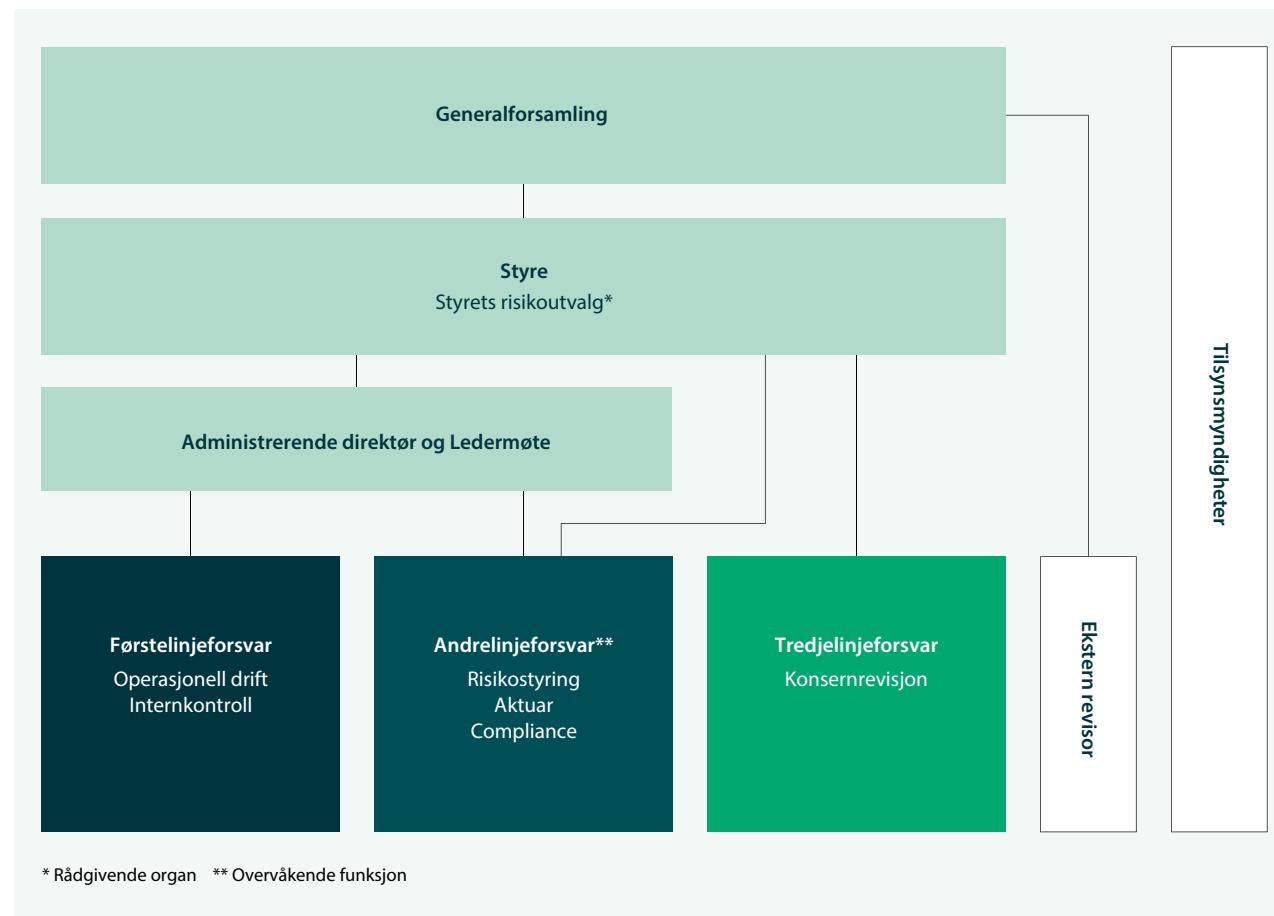 Generalforsamling
Styre
Styrets risikoutvalg*
Administrerende direktør og Ledermøte
Førstelinjeforsvar
Operasjonell drift
Internkontroll
Andrelinjeforsvar**
Risikostyring
Aktuar
Compliance
Tredjelinjeforsvar
Konsernrevisjon
Ekstern revisor
Tilsynsmyndigheter
* Rådgivende organ ** Overvåkende funksjon